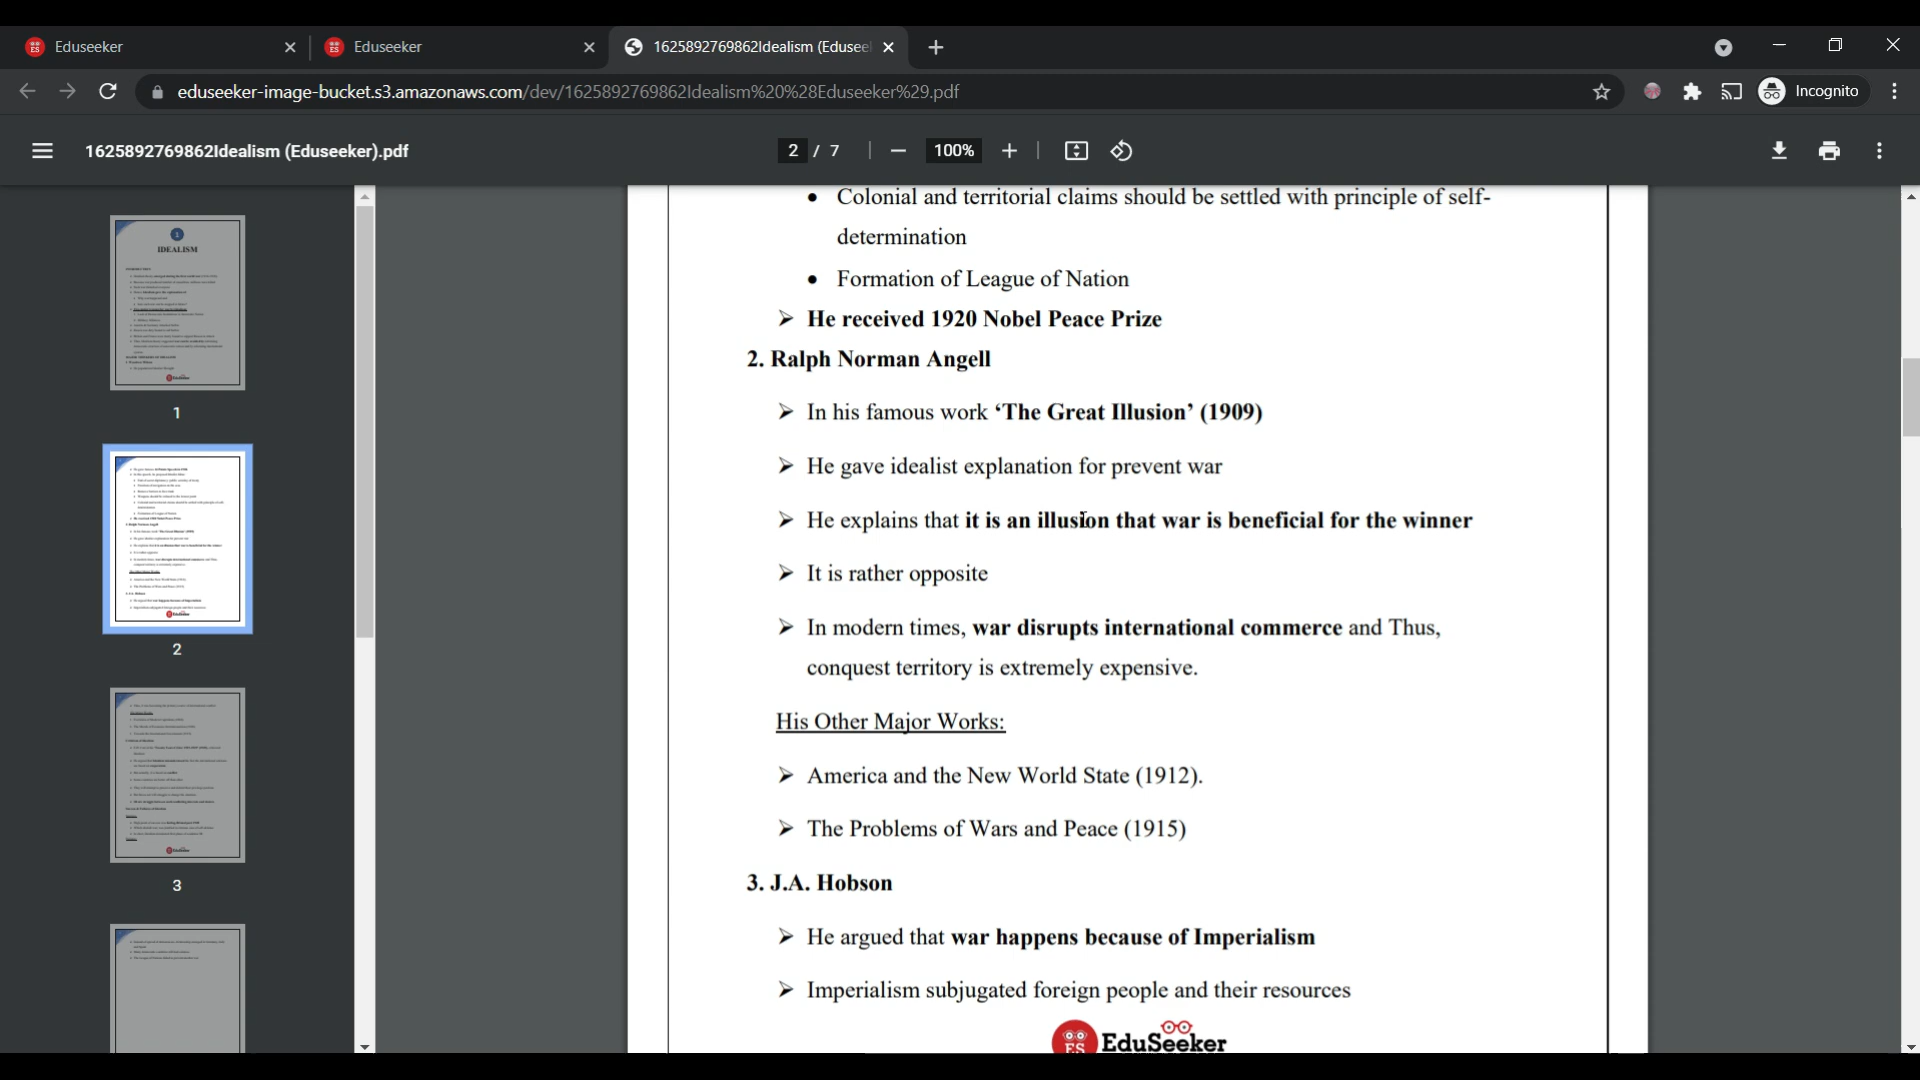 Eduseeker
Eduseeker
1625892769862Idealism (Edusee
eduseeker-image-bucket.s3.amazonaws.com/dev/1625892769862Idealism%20%28Eduseeker%29.pdf
Incognito
1625892769862Idealism (Eduseeker).pdf
2 / 7
100%
1
IDEALISM
1
2
3
• Colonial and territorial claims should be settled with principle of self-
determination
• Formation of League of Nation
➢ He received 1920 Nobel Peace Prize
2. Ralph Norman Angell
➢ In his famous work ‘The Great Illusion’ (1909)
➢ He gave idealist explanation for prevent war
➢ He explains that it is an illusion that war is beneficial for the winner
➢ It is rather opposite
➢ In modern times, war disrupts international commerce and Thus,
conquest territory is extremely expensive.
His Other Major Works:
➢ America and the New World State (1912).
➢ The Problems of Wars and Peace (1915)
3. J.A. Hobson
➢ He argued that war happens because of Imperialism
➢ Imperialism subjugated foreign people and their resources
ES EduSeeker